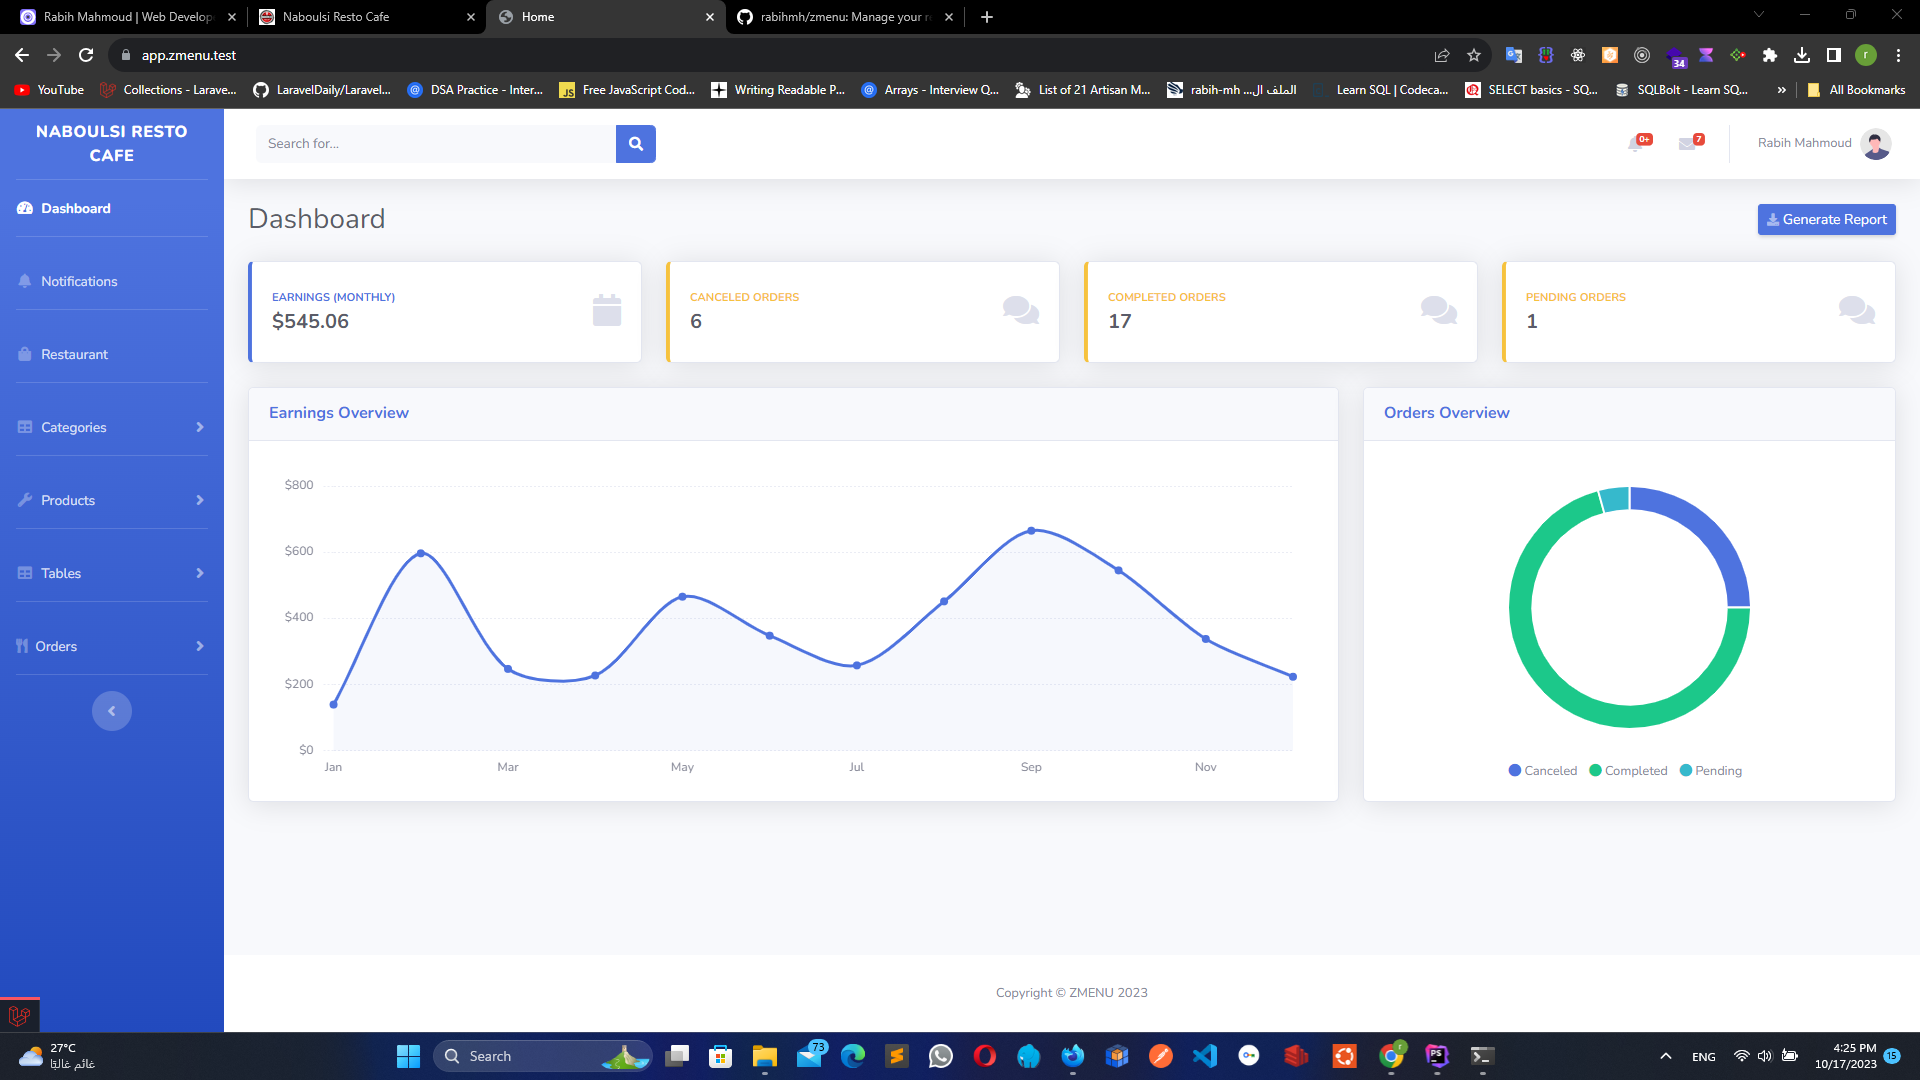 Rabih Mahmoud | Web Develop
Naboulsi Resto Cafe
Home
rabihmh/zmenu: Manage your r
app.zmenu.test
34
r
YouTube
Collections - Larave...
LaravelDaily/Laravel...
DSA Practice - Inter...
JS
Free JavaScript Cod...
Writing Readable P...
Arrays - Interview Q...
List of 21 Artisan M...
rabih-mh ...الملف ال
Learn SQL | Codeca...
SELECT basics - SQ...
SQLBolt - Learn SQ...
»
All Bookmarks
NABOULSI RESTO
CAFE
Search for...
0+
7
Rabih Mahmoud
Dashboard
Notifications
Restaurant
Categories
Products
Tables
Orders
Dashboard
Generate Report
EARNINGS (MONTHLY)
$545.06
CANCELED ORDERS
6
COMPLETED ORDERS
17
PENDING ORDERS
1
Earnings Overview
$800
$600
$400
$200
$0
Jan
Mar
May
Jul
Sep
Nov
Orders Overview
Canceled
Completed
Pending
Copyright © ZMENU 2023
27°C
غائم غالبًا
Search
73
PS
r
ENG
4:25 PM
10/17/2023
15